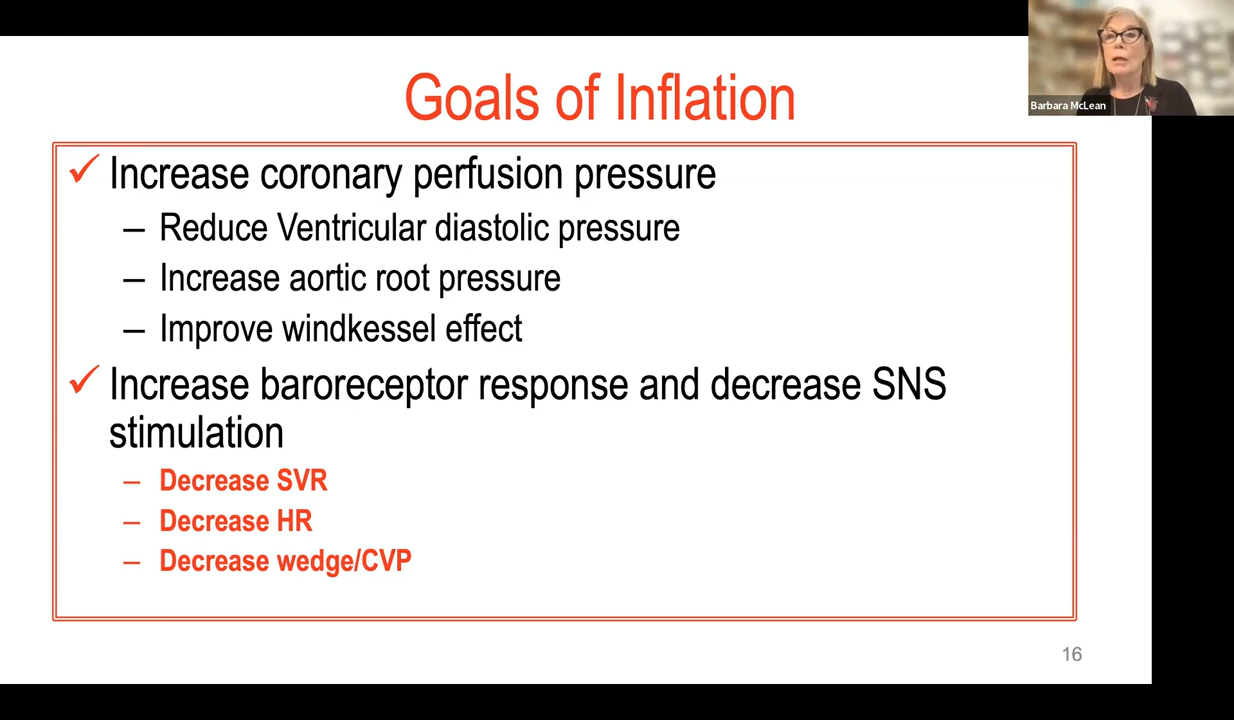 Goals of Inflation
Barbara McLean
✓ Increase coronary perfusion pressure
– Reduce Ventricular diastolic pressure
– Increase aortic root pressure
– Improve windkessel effect
✓ Increase baroreceptor response and decrease SNS
stimulation
– Decrease SVR
– Decrease HR
– Decrease wedge/CVP
16